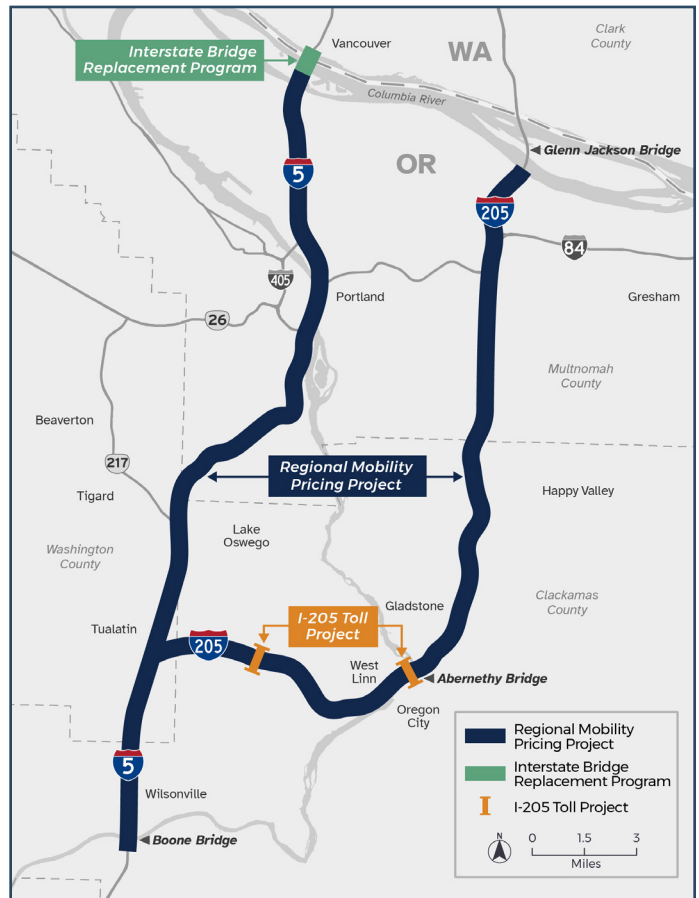 Interstate Bridge
Replacement Program
Vancouver
WA
Clark
County
Columbia River
Glenn Jackson Bridge
OR
5
205
84
405
Portland
Gresham
26
Multnomah
County
Beaverton
217
Regional Mobility
Pricing Project
Tigard
Happy Valley
Lake
Oswego
Washington
County
Clackamas
County
Gladstone
I-205 Toll
Project
Tualatin
205
West
Linn
Abernethy Bridge
Oregon
City
5
Wilsonville
Boone Bridge
Regional Mobility
Pricing Project
Interstate Bridge
Replacement Program
I-205 Toll Project
N
0 1.5 3
Miles